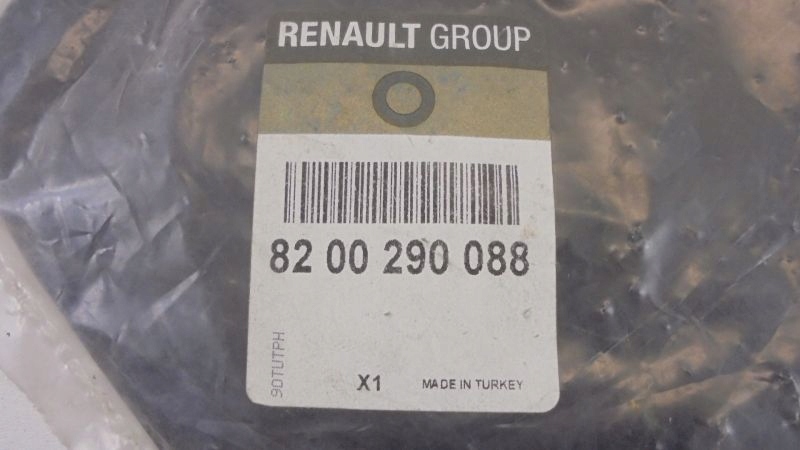 RENAULT GROUP
82 00 290 088
90TUTPH
X1 MADE IN TURKEY